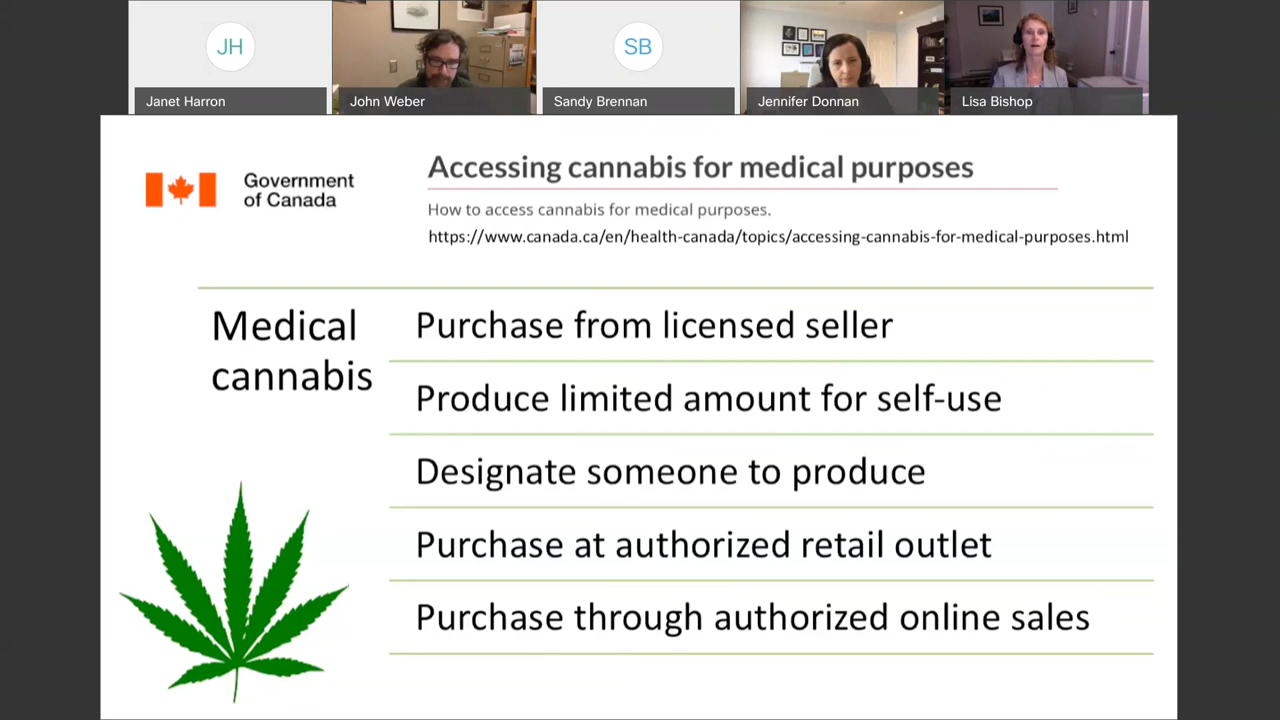 JH
SB
Janet Harron
John Weber
Sandy Brennan
Jennifer Donnan
Lisa Bishop
Government
of Canada
Accessing cannabis for medical purposes
How to access cannabis for medical purposes.
https://www.canada.ca/en/health-canada/topics/accessing-cannabis-for-medical-purposes.html
Medical
cannabis
Purchase from licensed seller
Produce limited amount for self-use
Designate someone to produce
Purchase at authorized retail outlet
Purchase through authorized online sales